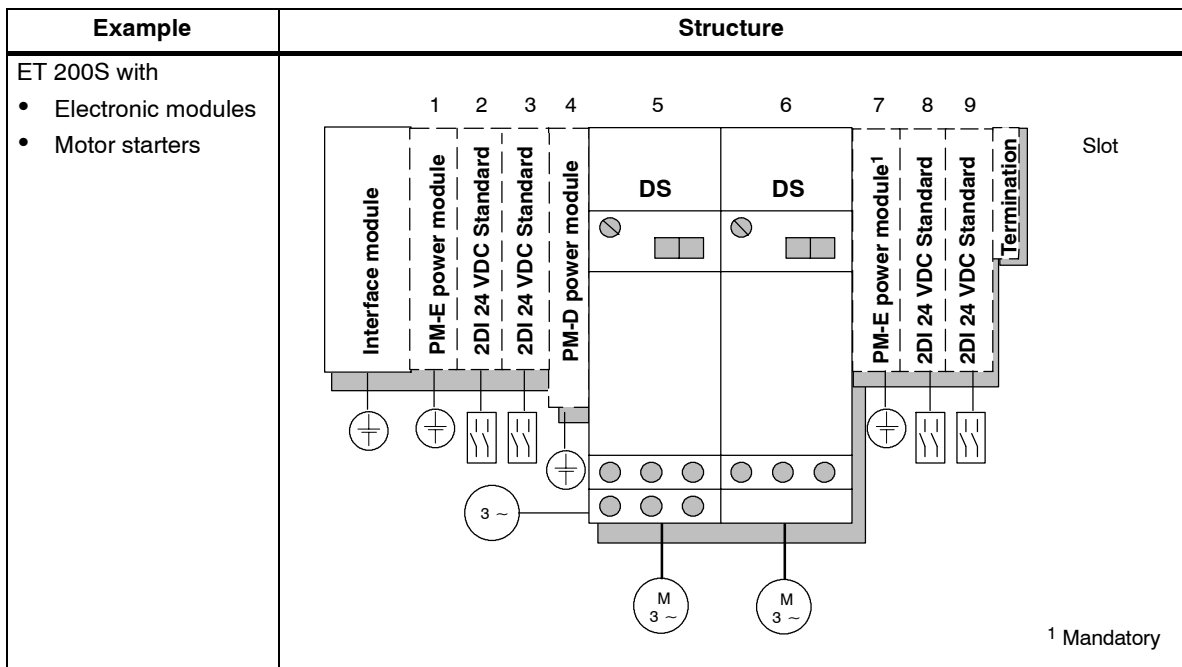 Example
Structure
ET 200S with
• Electronic modules
• Motor starters
1 2 3 4 5 6 7 8 9
Slot
Interface module
PM-E power module
2DI 24 VDC Standard
2DI 24 VDC Standard
PM-D power module
DS
DS
PM-E power module¹
2DI 24 VDC Standard
2DI 24 VDC Standard
Termination
3 ~
M
3 ~
M
3 ~
¹ Mandatory